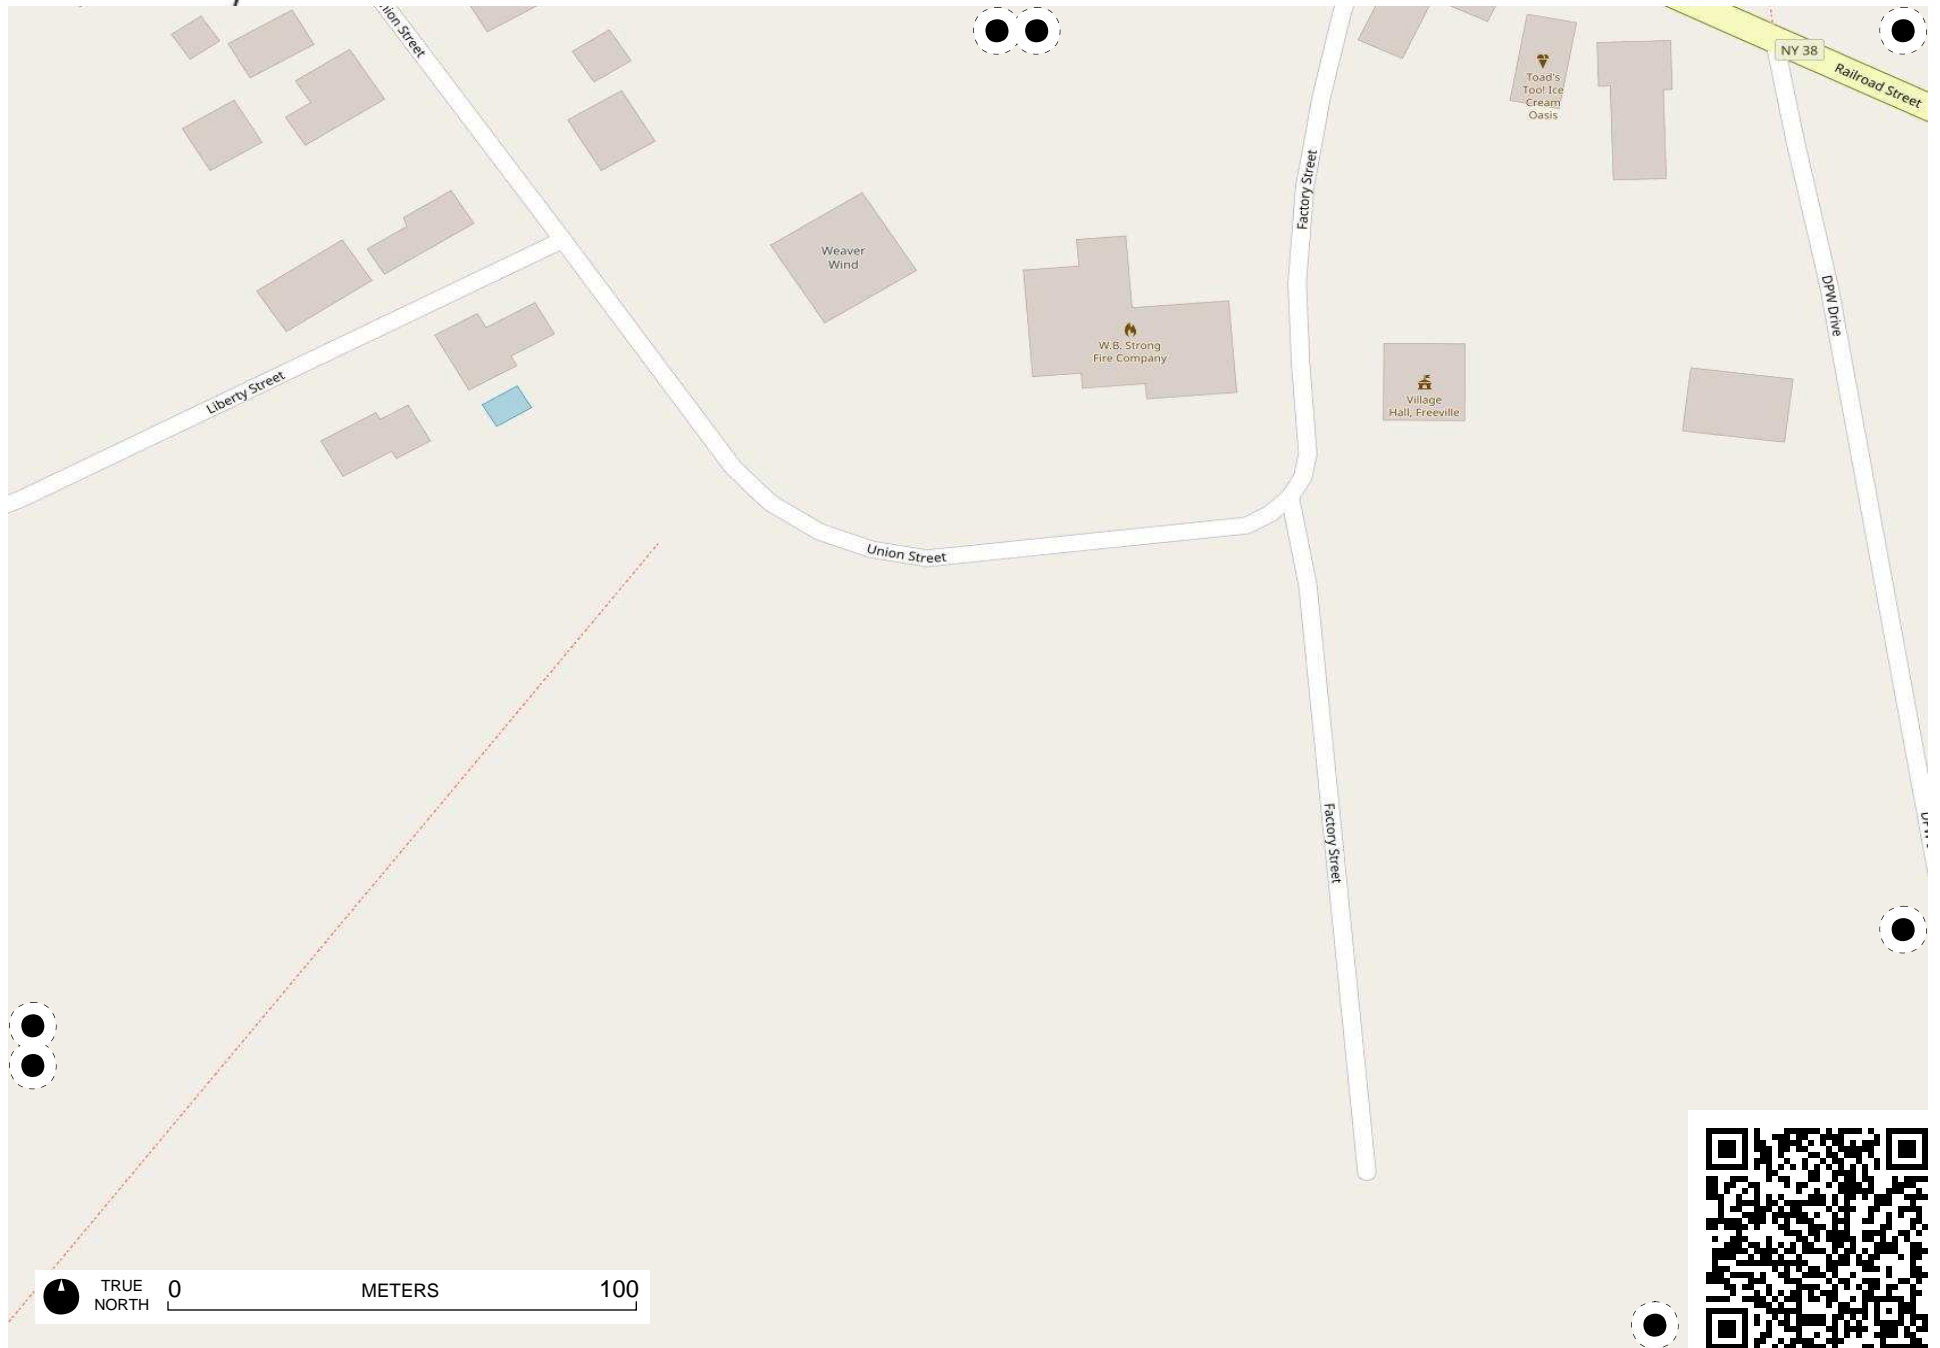 Union Street
NY 38
Railroad Street
Toad's
Too! Ice
Cream
Oasis
Factory Street
Weaver
Wind
DPW Drive
W.B. Strong
Fire Company
Village
Hall, Freeville
Liberty Street
Union Street
Factory Street
TRUE
NORTH
0
METERS
100